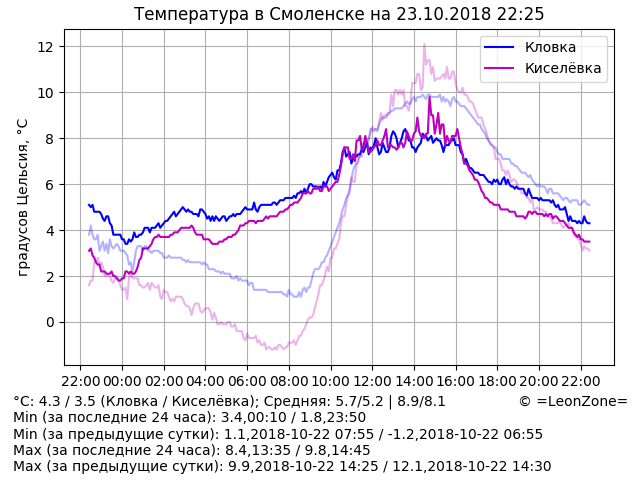 Температура в Смоленске на 23.10.2018 22:25
градусов Цельсия, °C
12
10
8
6
4
2
0
Кловка
Киселёвка
22:00 00:00 02:00 04:00 06:00 08:00 10:00 12:00 14:00 16:00 18:00 20:00 22:00
°C: 4.3 / 3.5 (Кловка / Киселёвка); Средняя: 5.7/5.2 | 8.9/8.1 © =LeonZone=
Min (за последние 24 часа): 3.4,00:10 / 1.8,23:50
Min (за предыдущие сутки): 1.1,2018-10-22 07:55 / -1.2,2018-10-22 06:55
Max (за последние 24 часа): 8.4,13:35 / 9.8,14:45
Max (за предыдущие сутки): 9.9,2018-10-22 14:25 / 12.1,2018-10-22 14:30